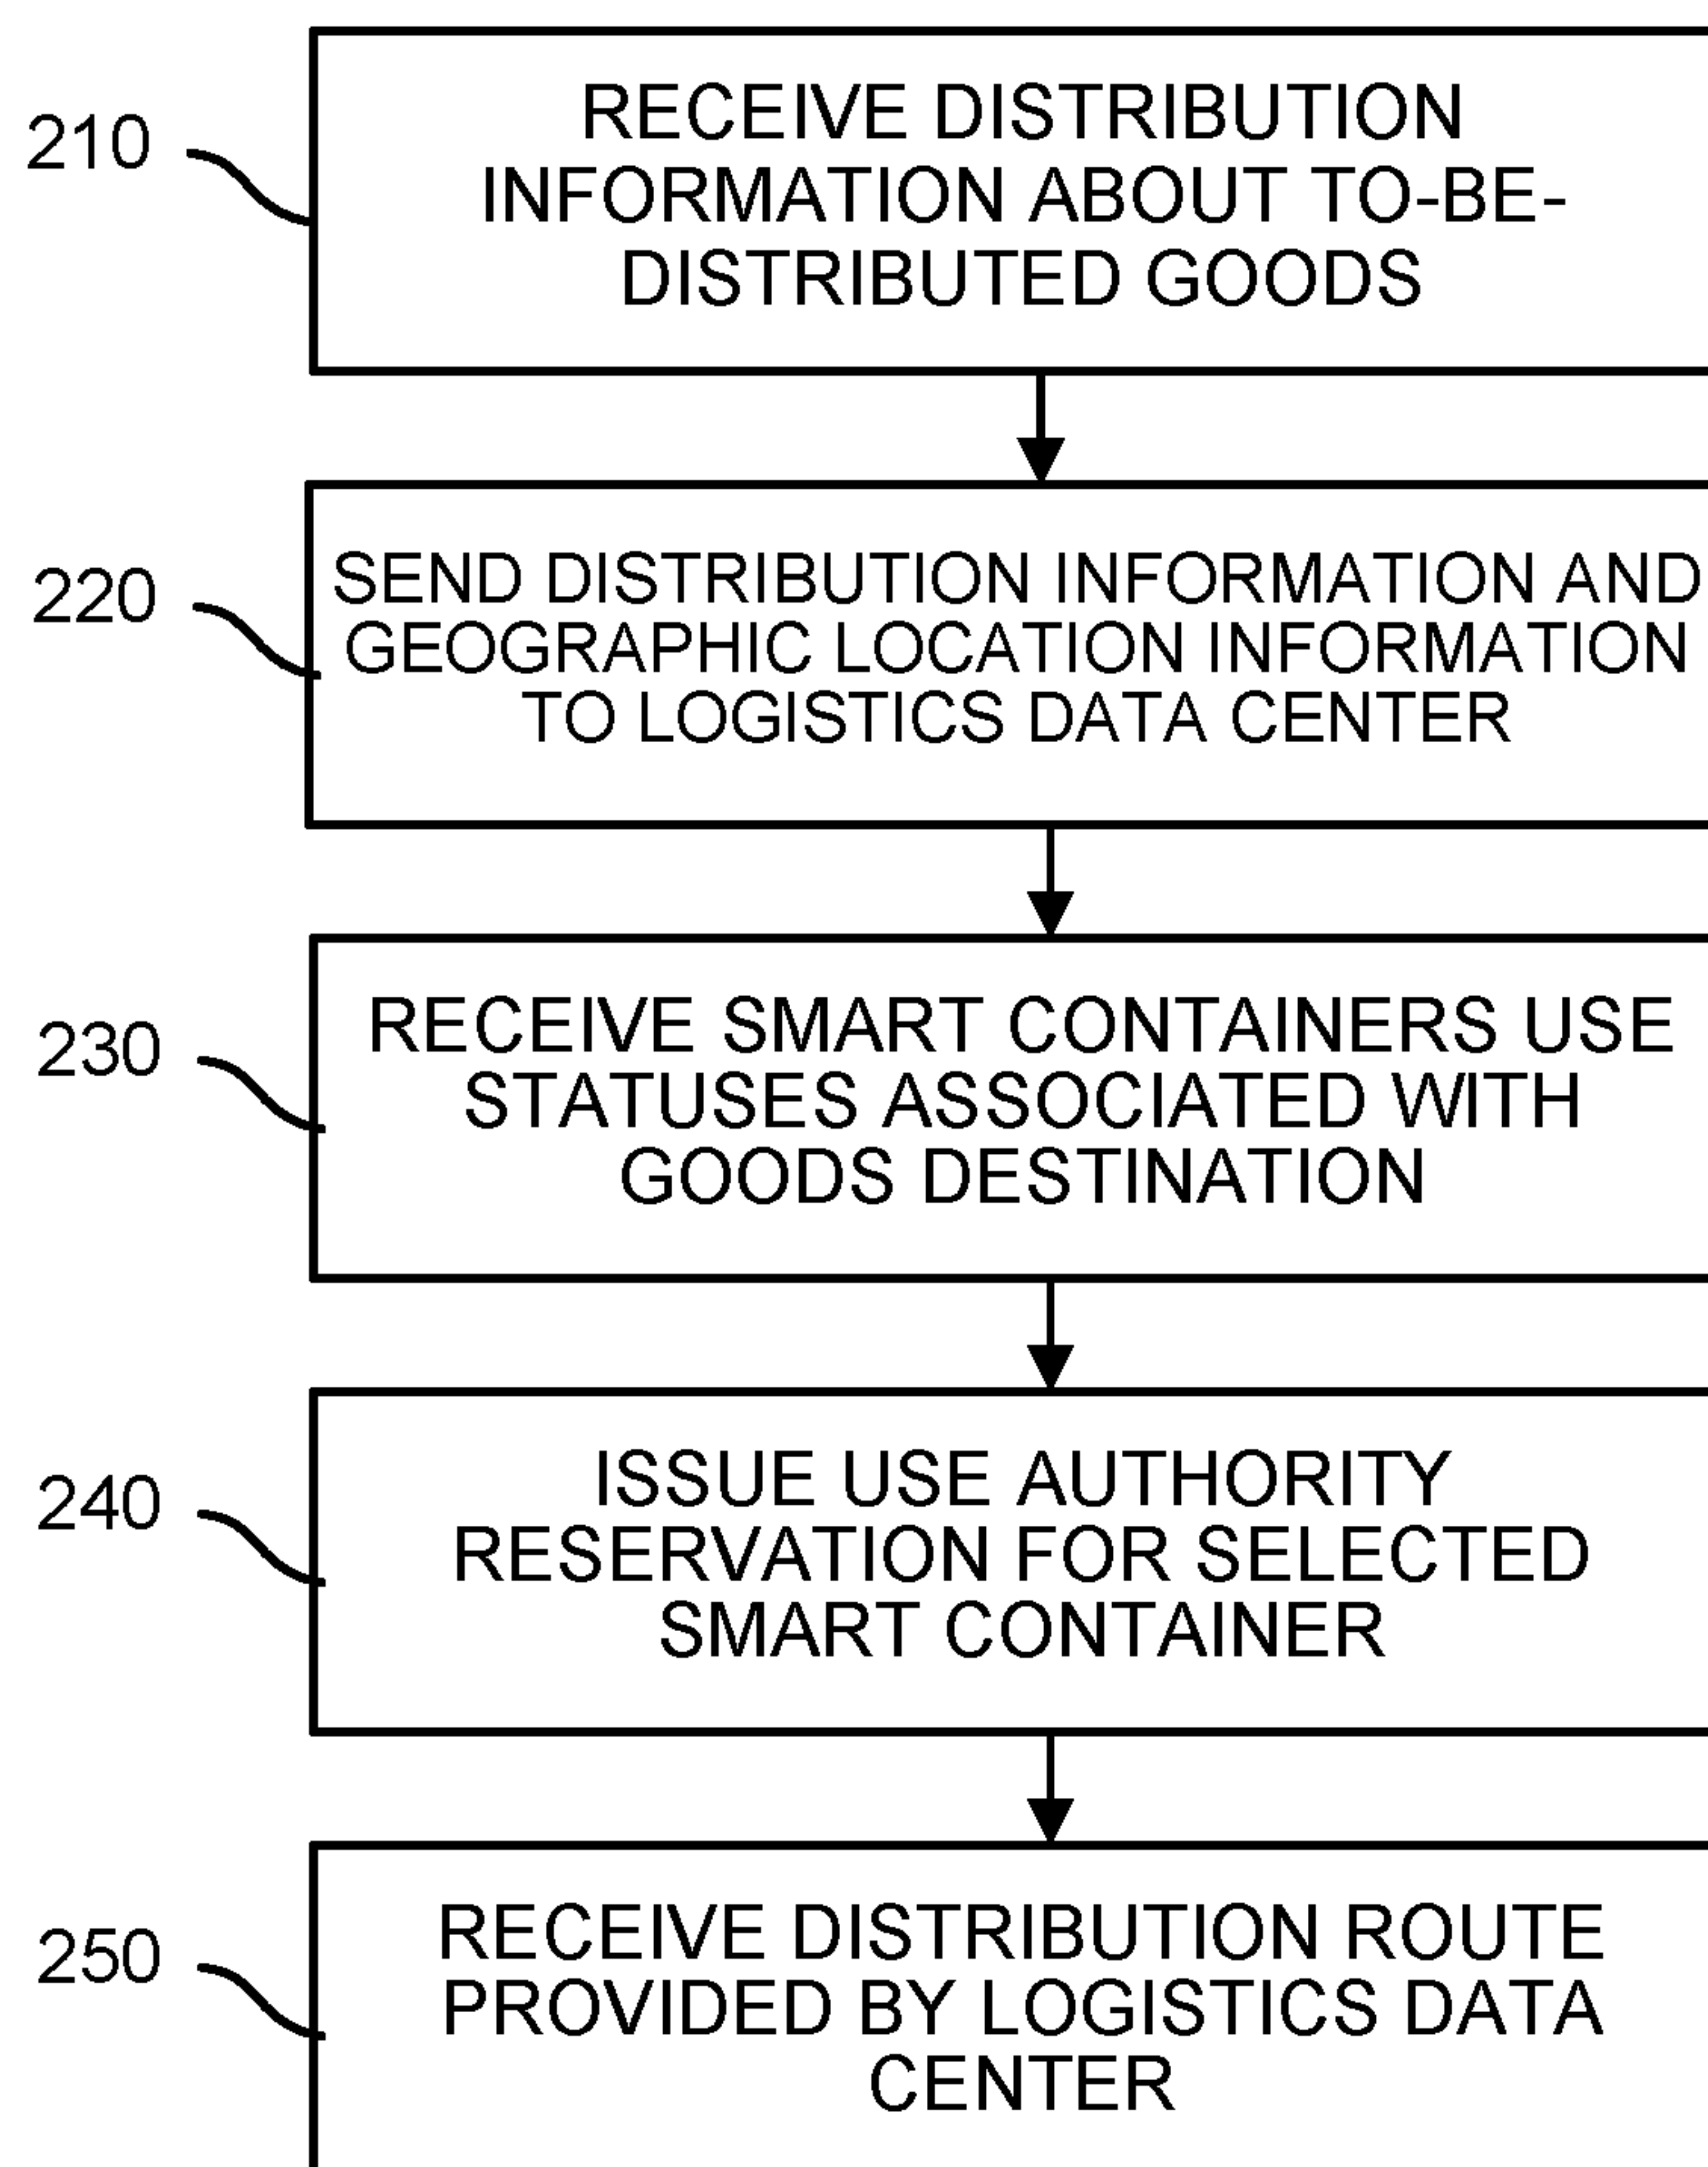 210
RECEIVE DISTRIBUTION
INFORMATION ABOUT TO-BE-
DISTRIBUTED GOODS
220
SEND DISTRIBUTION INFORMATION AND
GEOGRAPHIC LOCATION INFORMATION
TO LOGISTICS DATA CENTER
230
RECEIVE SMART CONTAINERS USE
STATUSES ASSOCIATED WITH
GOODS DESTINATION
240
ISSUE USE AUTHORITY
RESERVATION FOR SELECTED
SMART CONTAINER
250
RECEIVE DISTRIBUTION ROUTE
PROVIDED BY LOGISTICS DATA
CENTER